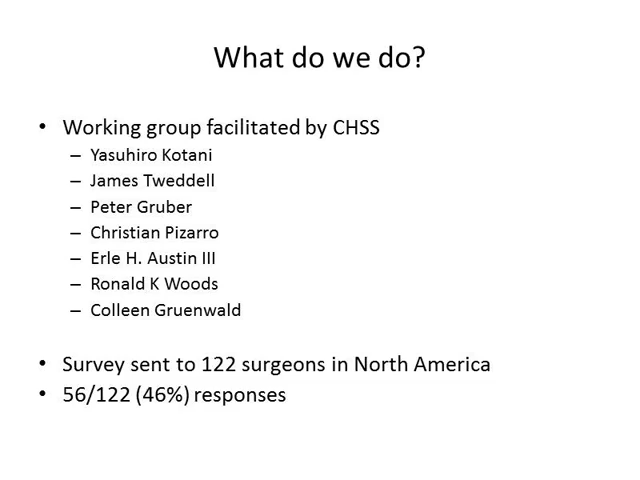 What do we do?
• Working group facilitated by CHSS
– Yasuhiro Kotani
– James Tweddell
– Peter Gruber
– Christian Pizarro
– Erle H. Austin III
– Ronald K Woods
– Colleen Gruenwald
• Survey sent to 122 surgeons in North America
• 56/122 (46%) responses